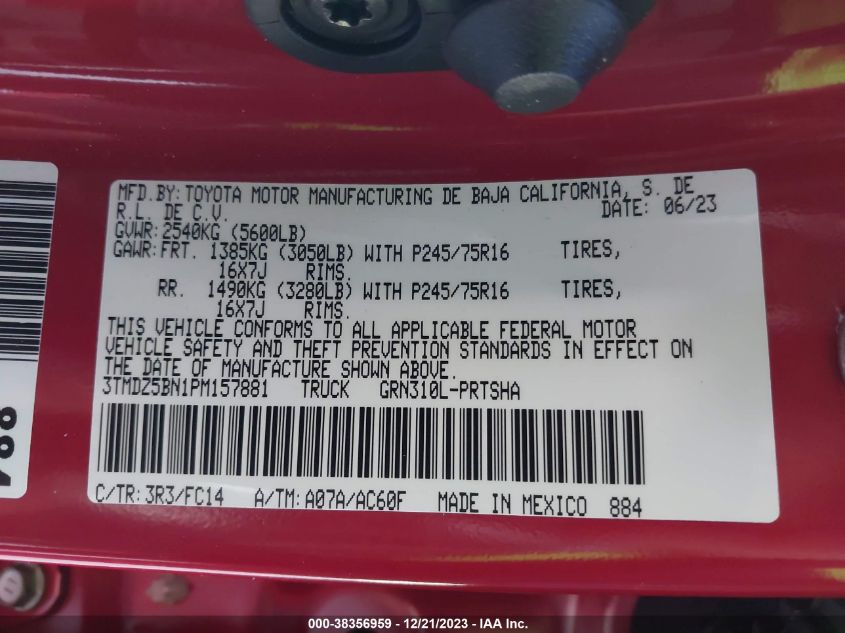 MFD.BY: TOYOTA MOTOR MANUFACTURING DE BAJA CALIFORNIA, S. DE
R.L. DE C.V. DATE: 06/23
GVWR: 2540KG (5600LB)
GAWR: FRT. 1385KG (3050LB) WITH P245/75R16 TIRES,
16X7J RIMS.
RR. 1490KG (3280LB) WITH P245/75R16 TIRES,
16X7J RIMS.
THIS VEHICLE CONFORMS TO ALL APPLICABLE FEDERAL MOTOR
VEHICLE SAFETY AND THEFT PREVENTION STANDARDS IN EFFECT ON
THE DATE OF MANUFACTURE SHOWN ABOVE.
3TMDZ5BN1PM157881 TRUCK GRN310L-PRTSHA
C/TR: 3R3/FC14 A/TM: A07A/AC60F MADE IN MEXICO 884
884
000-38356959 — 12/21/2023 — IAA Inc.